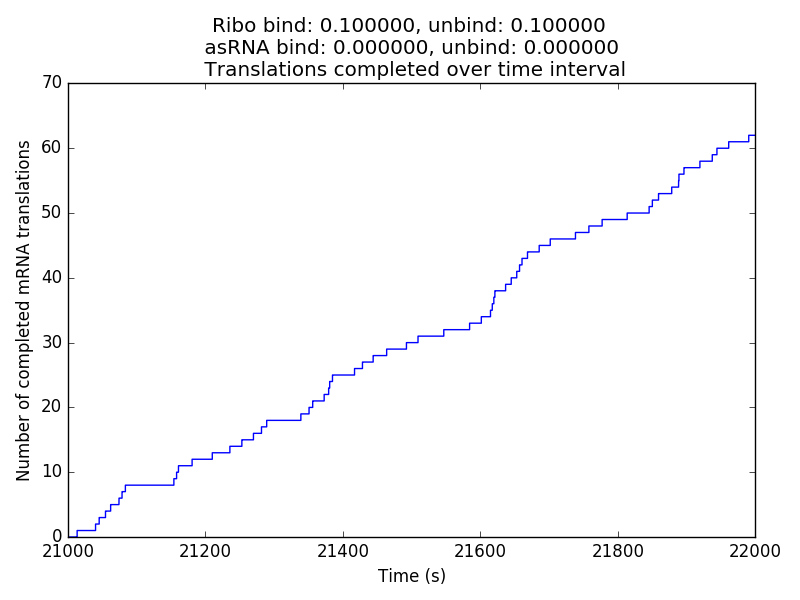 Ribo bind: 0.100000, unbind: 0.100000
asRNA bind: 0.000000, unbind: 0.000000
Translations completed over time interval
Number of completed mRNA translations
70
60
50
40
30
20
10
0
21000 21200 21400 21600 21800 22000
Time (s)